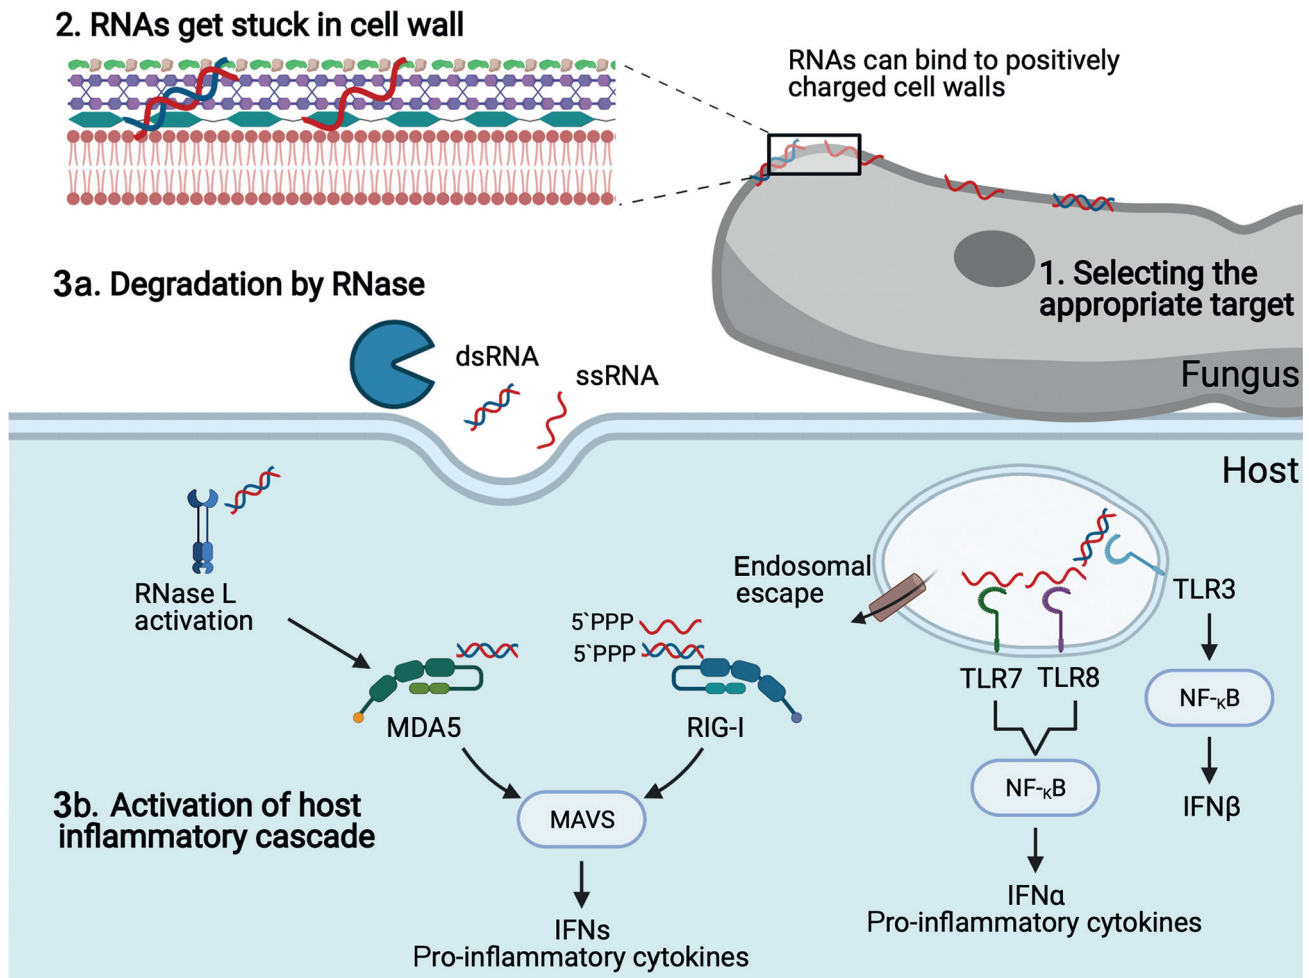 2. RNAs get stuck in cell wall
RNAs can bind to positively
charged cell walls
1. Selecting the
appropriate target
Fungus
3a. Degradation by RNase
dsRNA
ssRNA
Host
RNase L
activation
5`PPP
5`PPP
MDA5
RIG-I
Endosomal
escape
TLR3
TLR7 TLR8
NF-κB
NF-κB
IFNβ
3b. Activation of host
inflammatory cascade
MAVS
IFNs
Pro-inflammatory cytokines
IFNα
Pro-inflammatory cytokines